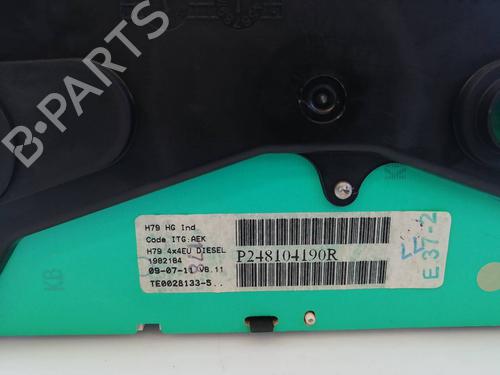 B-PARTS
H79 HG Ind
Code ITG:AEK
H79 4x4EU DIESEL
1982184
09-07-11 V8.11
TE0028133-5..
P248104190R
E 37-2
KB